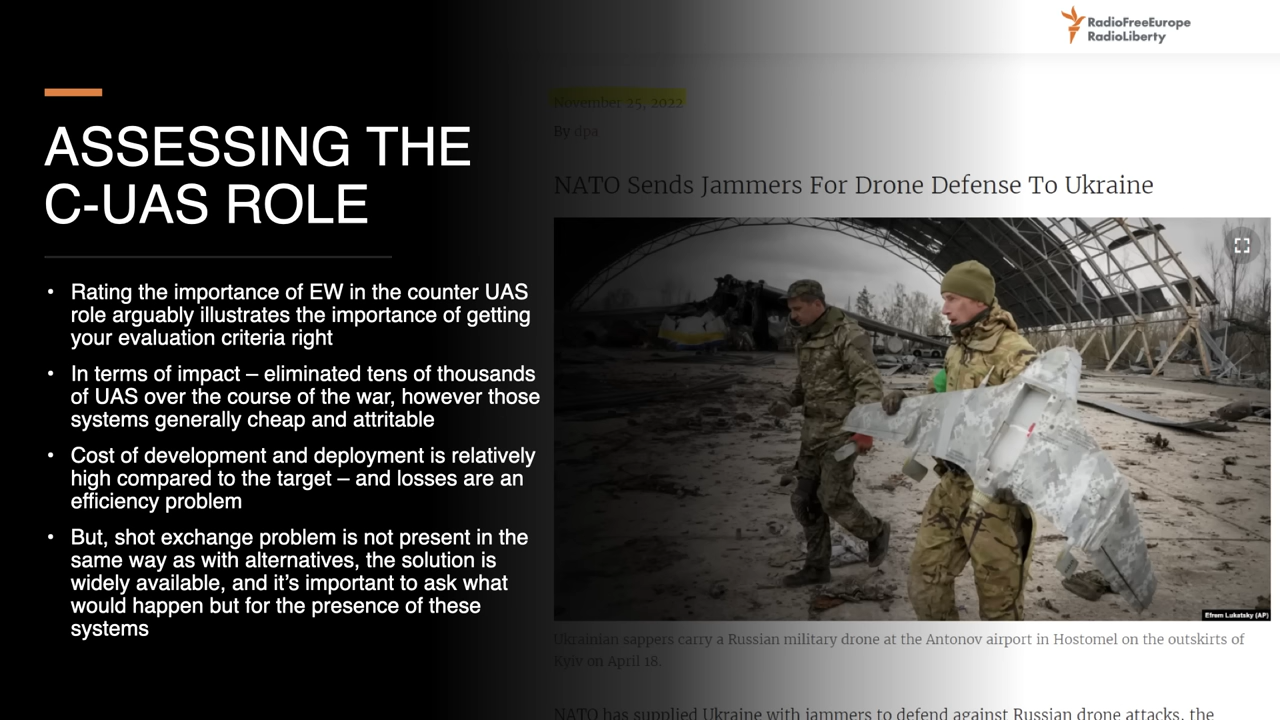 RadioFreeEurope
RadioLiberty
ASSESSING THE
C-UAS ROLE
• Rating the importance of EW in the counter UAS
role arguably illustrates the importance of getting
your evaluation criteria right
• In terms of impact – eliminated tens of thousands
of UAS over the course of the war, however those
systems generally cheap and attritable
• Cost of development and deployment is relatively
high compared to the target – and losses are an
efficiency problem
• But, shot exchange problem is not present in the
same way as with alternatives, the solution is
widely available, and it’s important to ask what
would happen but for the presence of these
systems
November 25, 2022
By dpa
NATO Sends Jammers For Drone Defense To Ukraine
Efrem Lukatsky (AP)
Ukrainian sappers carry a Russian military drone at the Antonov airport in Hostomel on the outskirts of
Kyiv on April 18.
NATO has supplied Ukraine with jammers to defend against Russian drone attacks, the